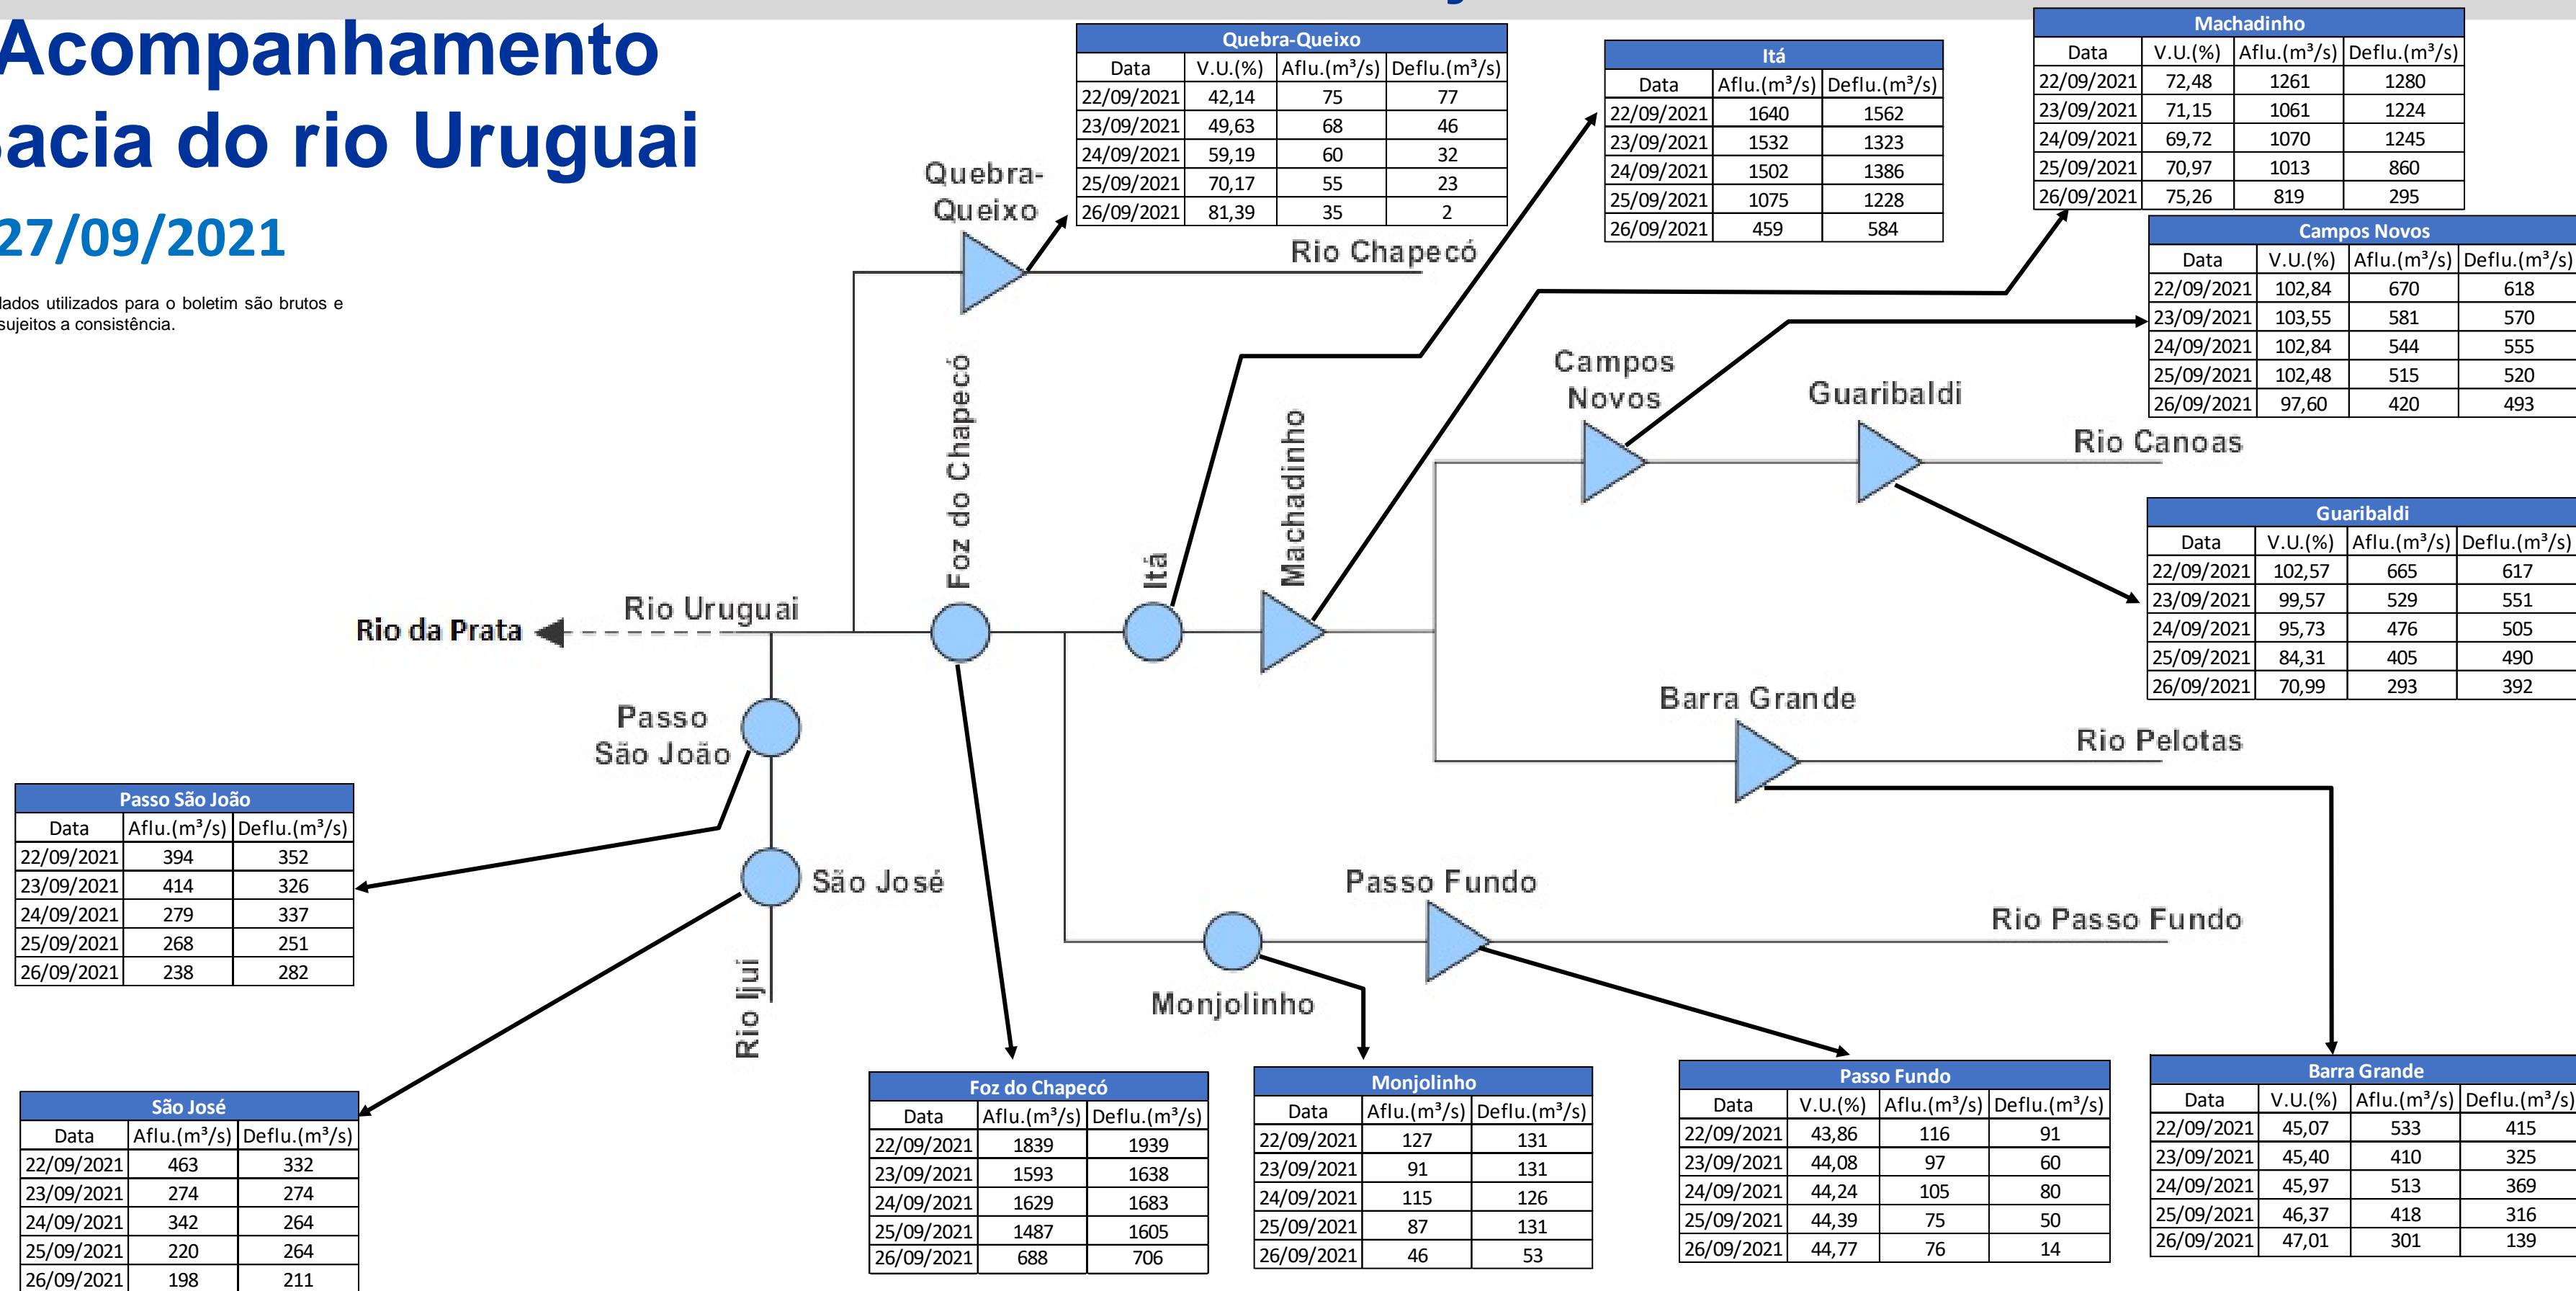 Acompanhamento
acia do rio Uruguai
27/09/2021
dados utilizados para o boletim são brutos e
sujeitos a consistência.
Quebra-Queixo
Data V.U.(%) Aflu.(m³/s) Deflu.(m³/s)
22/09/2021 42,14 75 77
23/09/2021 49,63 68 46
24/09/2021 59,19 60 32
25/09/2021 70,17 55 23
26/09/2021 81,39 35 2
Itá
Data Aflu.(m³/s) Deflu.(m³/s)
22/09/2021 1640 1562
23/09/2021 1532 1323
24/09/2021 1502 1386
25/09/2021 1075 1228
26/09/2021 459 584
Machadinho
Data V.U.(%) Aflu.(m³/s) Deflu.(m³/s)
22/09/2021 72,48 1261 1280
23/09/2021 71,15 1061 1224
24/09/2021 69,72 1070 1245
25/09/2021 70,97 1013 860
26/09/2021 75,26 819 295
Campos Novos
Data V.U.(%) Aflu.(m³/s) Deflu.(m³/s)
22/09/2021 102,84 670 618
23/09/2021 103,55 581 570
24/09/2021 102,84 544 555
25/09/2021 102,48 515 520
26/09/2021 97,60 420 493
Quebra-
Queixo
Rio Chapecó
Foz do Chapecó
Itá
Machadinho
Campos
Novos
Guaribaldi
Rio Canoas
Guaribaldi
Data V.U.(%) Aflu.(m³/s) Deflu.(m³/s)
22/09/2021 102,57 665 617
23/09/2021 99,57 529 551
24/09/2021 95,73 476 505
25/09/2021 84,31 405 490
26/09/2021 70,99 293 392
Rio da Prata
Rio Uruguai
Passo
São João
Barra Grande
Rio Pelotas
São José
Passo Fundo
Rio Passo Fundo
Monjolinho
Rio Ijuí
Passo São João
Data Aflu.(m³/s) Deflu.(m³/s)
22/09/2021 394 352
23/09/2021 414 326
24/09/2021 279 337
25/09/2021 268 251
26/09/2021 238 282
São José
Data Aflu.(m³/s) Deflu.(m³/s)
22/09/2021 463 332
23/09/2021 274 274
24/09/2021 342 264
25/09/2021 220 264
26/09/2021 198 211
Foz do Chapecó
Data Aflu.(m³/s) Deflu.(m³/s)
22/09/2021 1839 1939
23/09/2021 1593 1638
24/09/2021 1629 1683
25/09/2021 1487 1605
26/09/2021 688 706
Monjolinho
Data Aflu.(m³/s) Deflu.(m³/s)
22/09/2021 127 131
23/09/2021 91 131
24/09/2021 115 126
25/09/2021 87 131
26/09/2021 46 53
Passo Fundo
Data V.U.(%) Aflu.(m³/s) Deflu.(m³/s)
22/09/2021 43,86 116 91
23/09/2021 44,08 97 60
24/09/2021 44,24 105 80
25/09/2021 44,39 75 50
26/09/2021 44,77 76 14
Barra Grande
Data V.U.(%) Aflu.(m³/s) Deflu.(m³/s)
22/09/2021 45,07 533 415
23/09/2021 45,40 410 325
24/09/2021 45,97 513 369
25/09/2021 46,37 418 316
26/09/2021 47,01 301 139